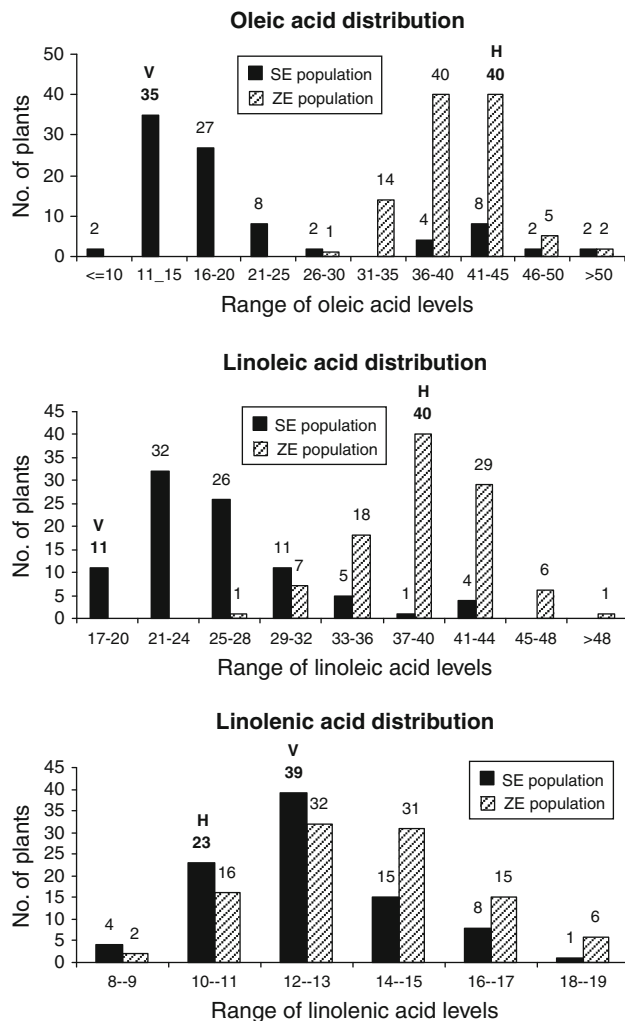 Oleic acid distribution
No. of plants
50
40
30
20
10
0
SE population
ZE population
V
H
2
35
27
8
2
1
14
4
40
8
40
2
5
2
2
<=10 11_15 16-20 21-25 26-30 31-35 36-40 41-45 46-50 >50
Range of oleic acid levels
Linoleic acid distribution
No. of plants
45
40
35
30
25
20
15
10
5
0
SE population
ZE population
V
H
11
32
26
1
11
7
5
18
1
40
4
29
6
1
17-20 21-24 25-28 29-32 33-36 37-40 41-44 45-48 >48
Range of linoleic acid levels
Linolenic acid distribution
No. of plants
45
40
35
30
25
20
15
10
5
0
SE population
ZE population
H
V
4
2
23
16
39
32
15
31
8
15
1
6
8--9 10--11 12--13 14--15 16--17 18--19
Range of linolenic acid levels